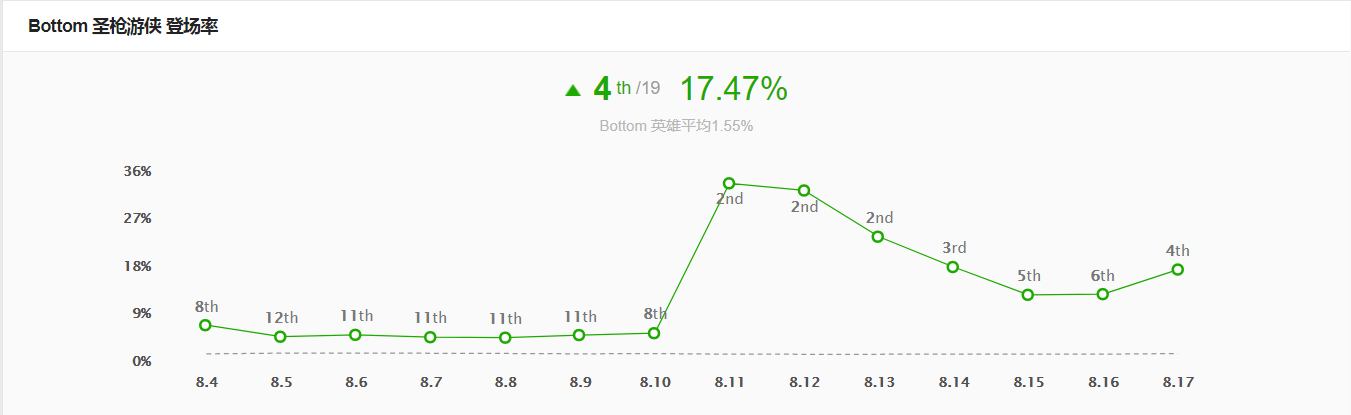 Bottom 圣枪游侠 登场率
4 th /19 17.47%
Bottom 英雄平均1.55%
36%
27%
18%
9%
0%
8th
12th
11th
11th
11th
11th
8th
2nd
2nd
2nd
3rd
5th
6th
4th
8.4 8.5 8.6 8.7 8.8 8.9 8.10 8.11 8.12 8.13 8.14 8.15 8.16 8.17